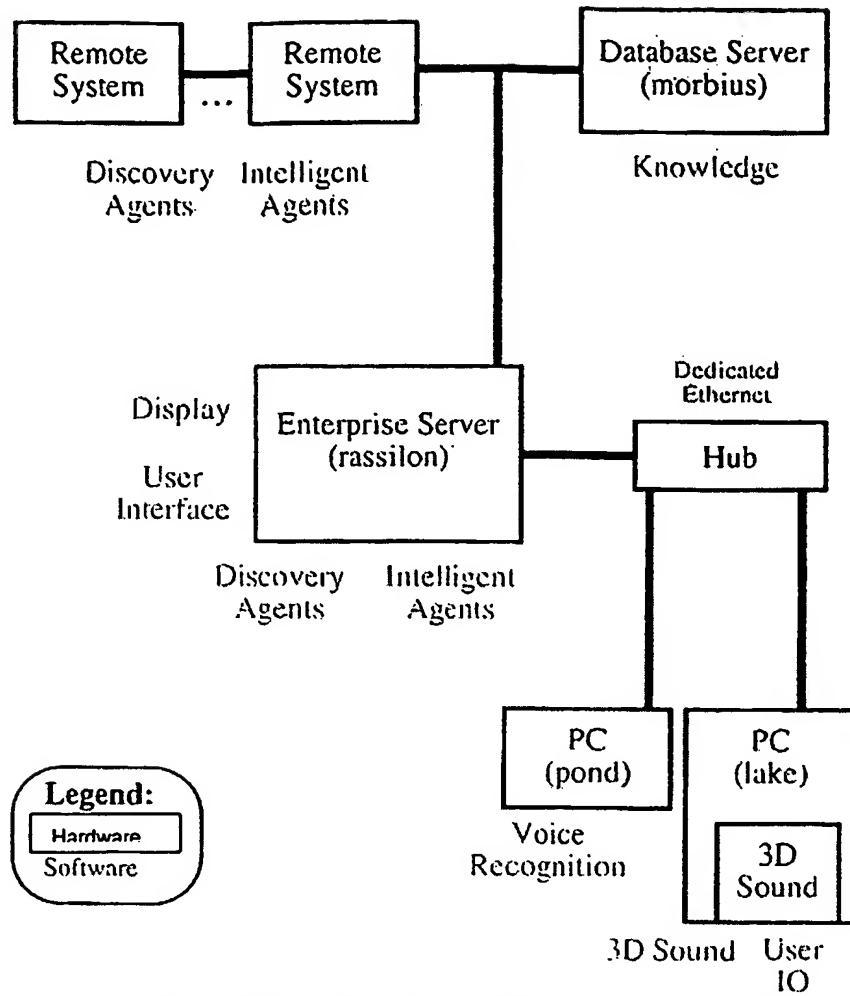 Remote
System
...
Remote
System
Database Server
(morbius)
Discovery
Agents
Intelligent
Agents
Knowledge
Display
User
Interface
Enterprise Server
(rassilon)
Dedicated
Ethernet
Hub
Discovery
Agents
Intelligent
Agents
PC
(pond)
PC
(lake)
Voice
Recognition
3D
Sound
3D Sound
User
IO
Legend:
Hardware
Software